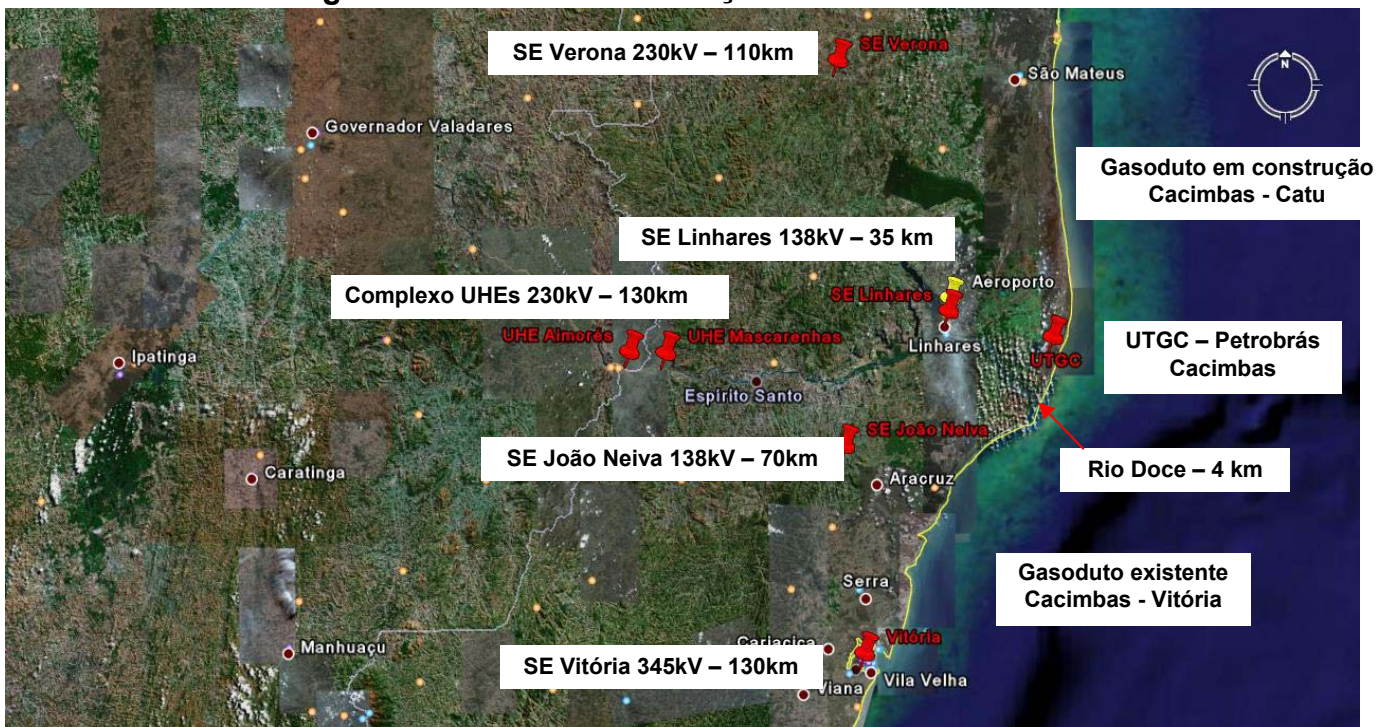 SE Verona 230kV – 110km
SE Verona
São Mateus
N
Governador Valadares
Gasoduto em construção
Cacimbas - Catu
SE Linhares 138kV – 35 km
Aeroporto
Complexo UHEs 230kV – 130km
SE Linhares
UHE Aimorés
UHE Mascarenhas
Linhares
UTGC
UTGC – Petrobrás
Cacimbas
Ipatinga
Espírito Santo
SE João Neiva
SE João Neiva 138kV – 70km
Rio Doce – 4 km
Caratinga
Aracruz
Gasoduto existente
Cacimbas - Vitória
Serra
Manhuaçu
Cariacica
Vitória
SE Vitória 345kV – 130km
Vila Velha
Viana